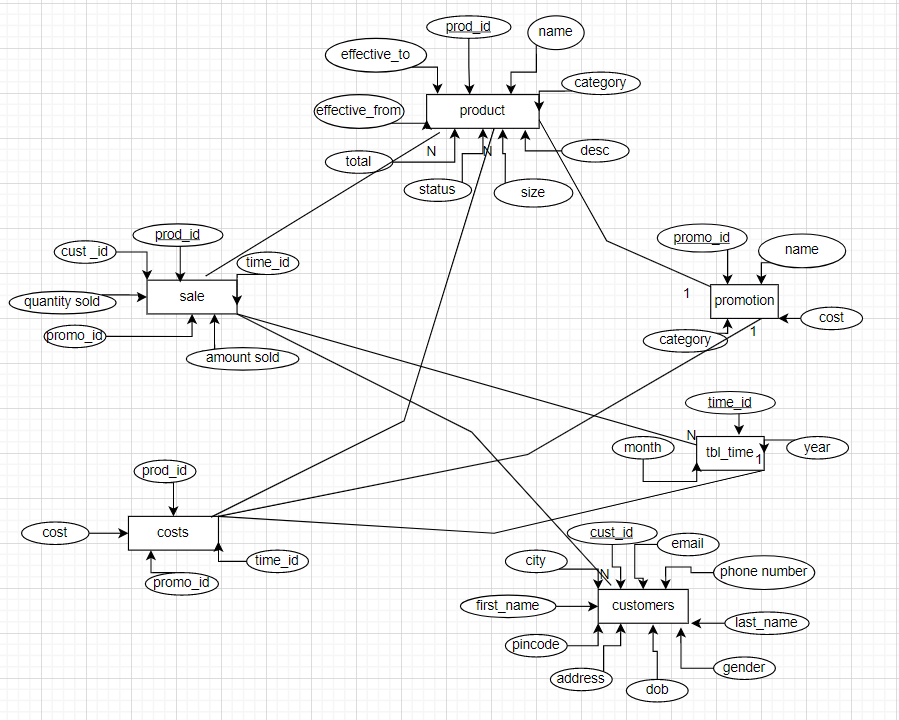 prod_id
name
effective_to
category
effective_from
product
total
N
N
desc
status
size
prod_id
cust _id
time_id
sale
quantity sold
promo_id
amount sold
promo_id
name
1
promotion
cost
category
1
time_id
N
month
tbl_time
1
year
prod_id
cost
costs
time_id
promo_id
cust_id
email
city
phone number
N
first_name
customers
last_name
pincode
address
gender
dob